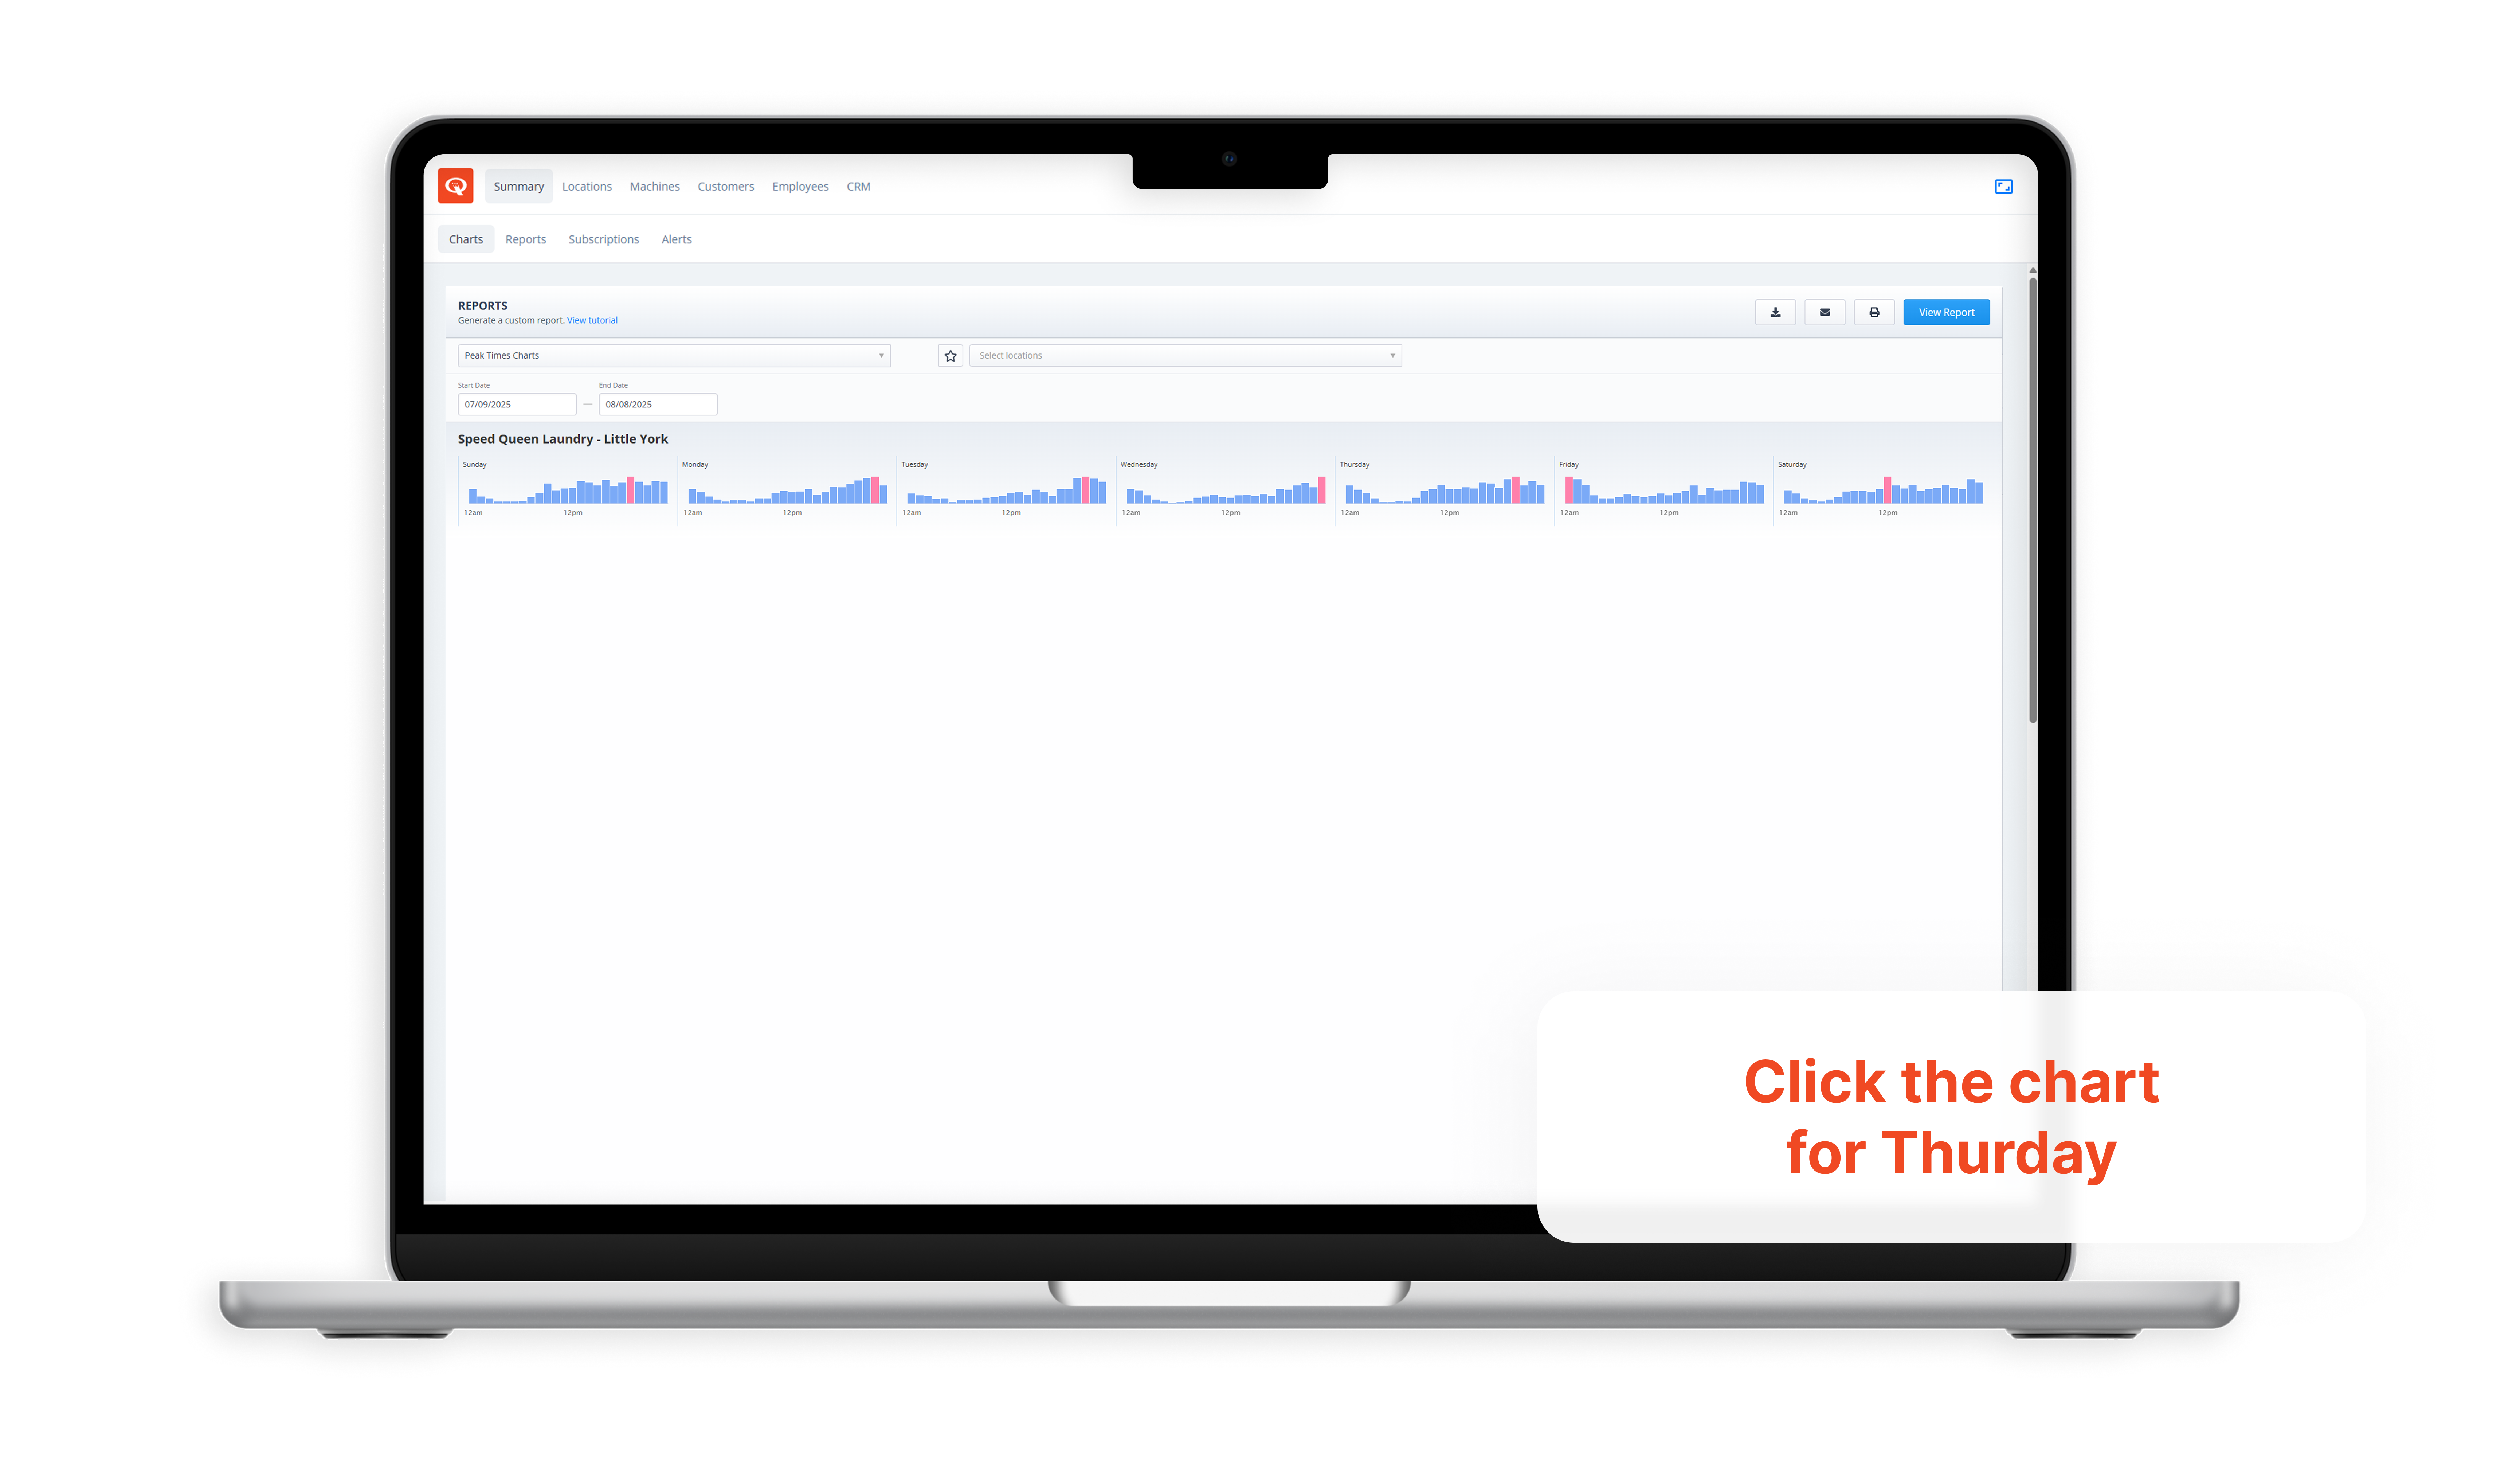 Summary Locations Machines Customers Employees CRM
Charts Reports Subscriptions Alerts
REPORTS
Generate a custom report. View tutorial
View Report
Peak Times Charts
Select locations
Start Date End Date
07/09/2025 — 08/08/2025
Speed Queen Laundry - Little York
Sunday Monday Tuesday Wednesday Thursday Friday Saturday
12am 12pm 12am 12pm 12am 12pm 12am 12pm 12am 12pm 12am 12pm 12am 12pm
Click the chart
for Thurday